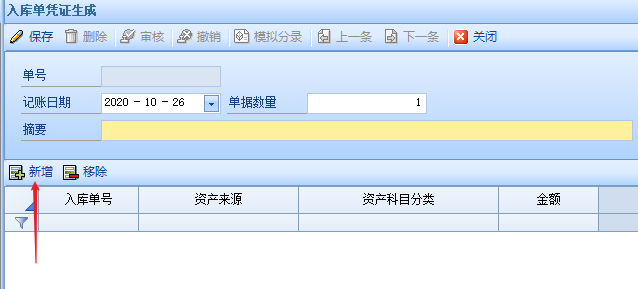 入库单凭证生成
保存 删除 审核 撤销 模拟分录 上一条 下一条 关闭
单号
记账日期 2020-10-26 单据数量 1
摘要
新增 移除
入库单号 资产来源 资产科目分类 金额